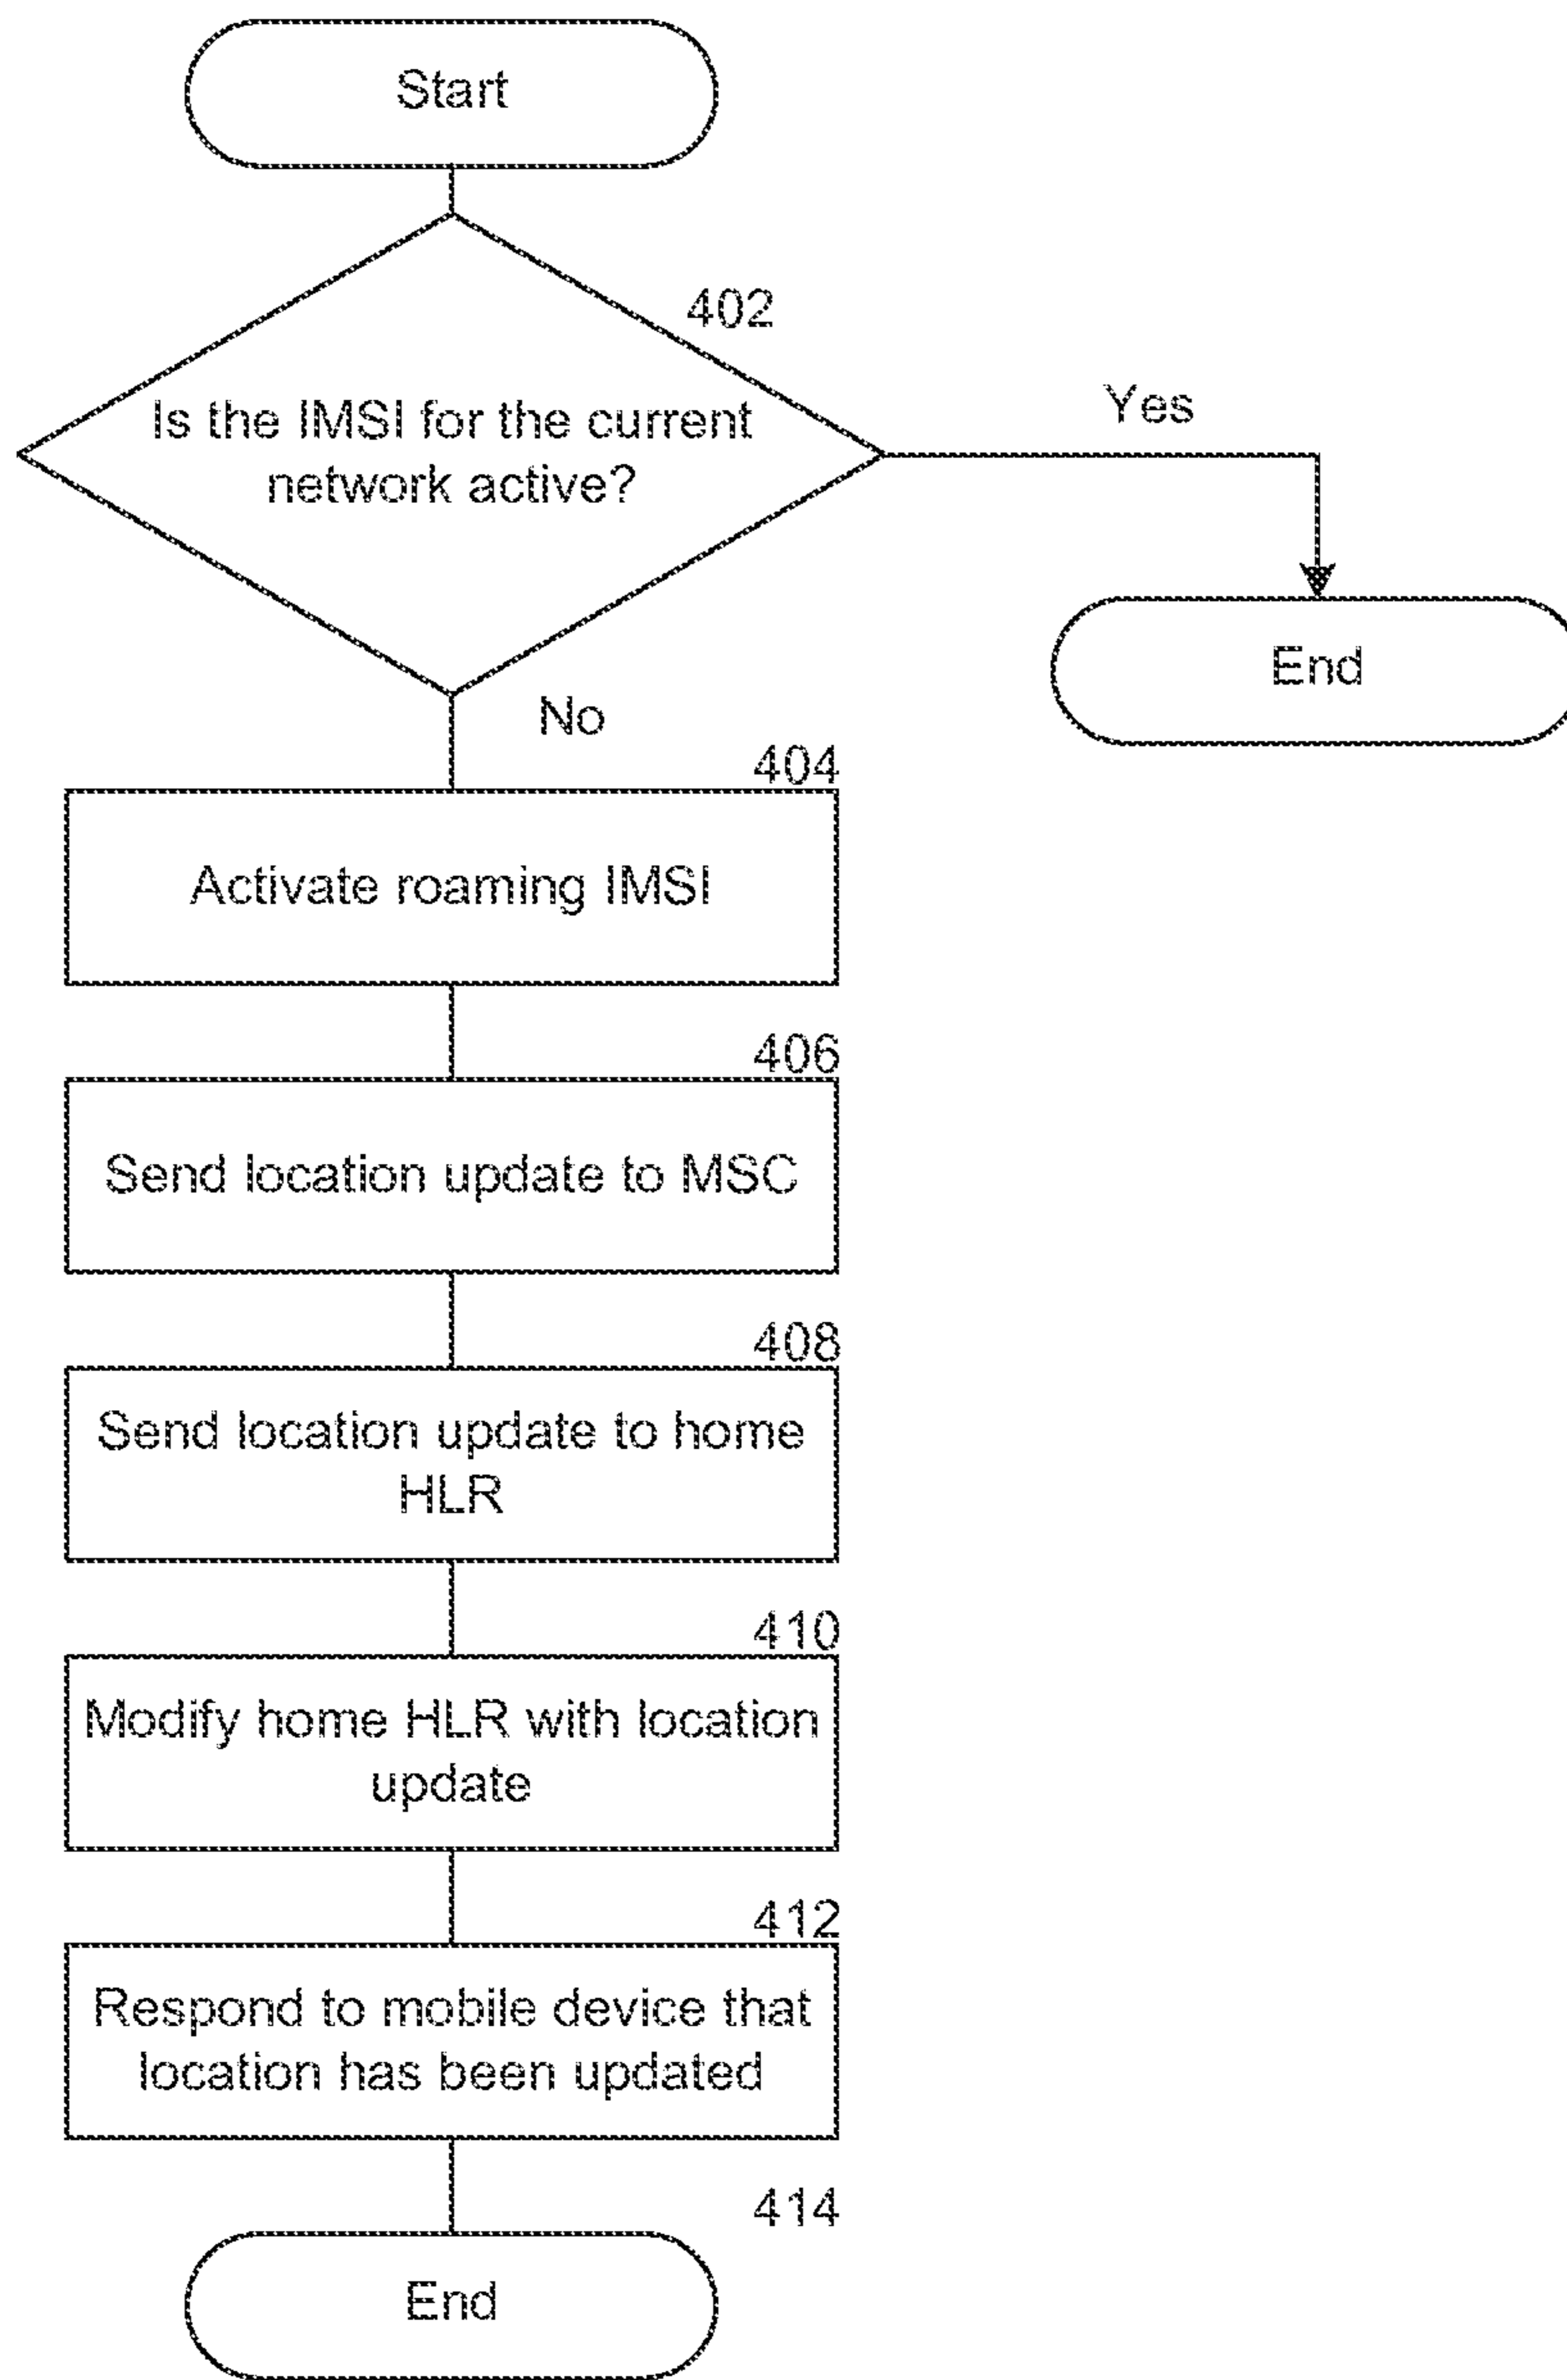 Start
402
Is the IMSI for the current
network active?
Yes
End
No
404
Activate roaming IMSI
406
Send location update to MSC
408
Send location update to home
HLR
410
Modify home HLR with location
update
412
Respond to mobile device that
location has been updated
414
End